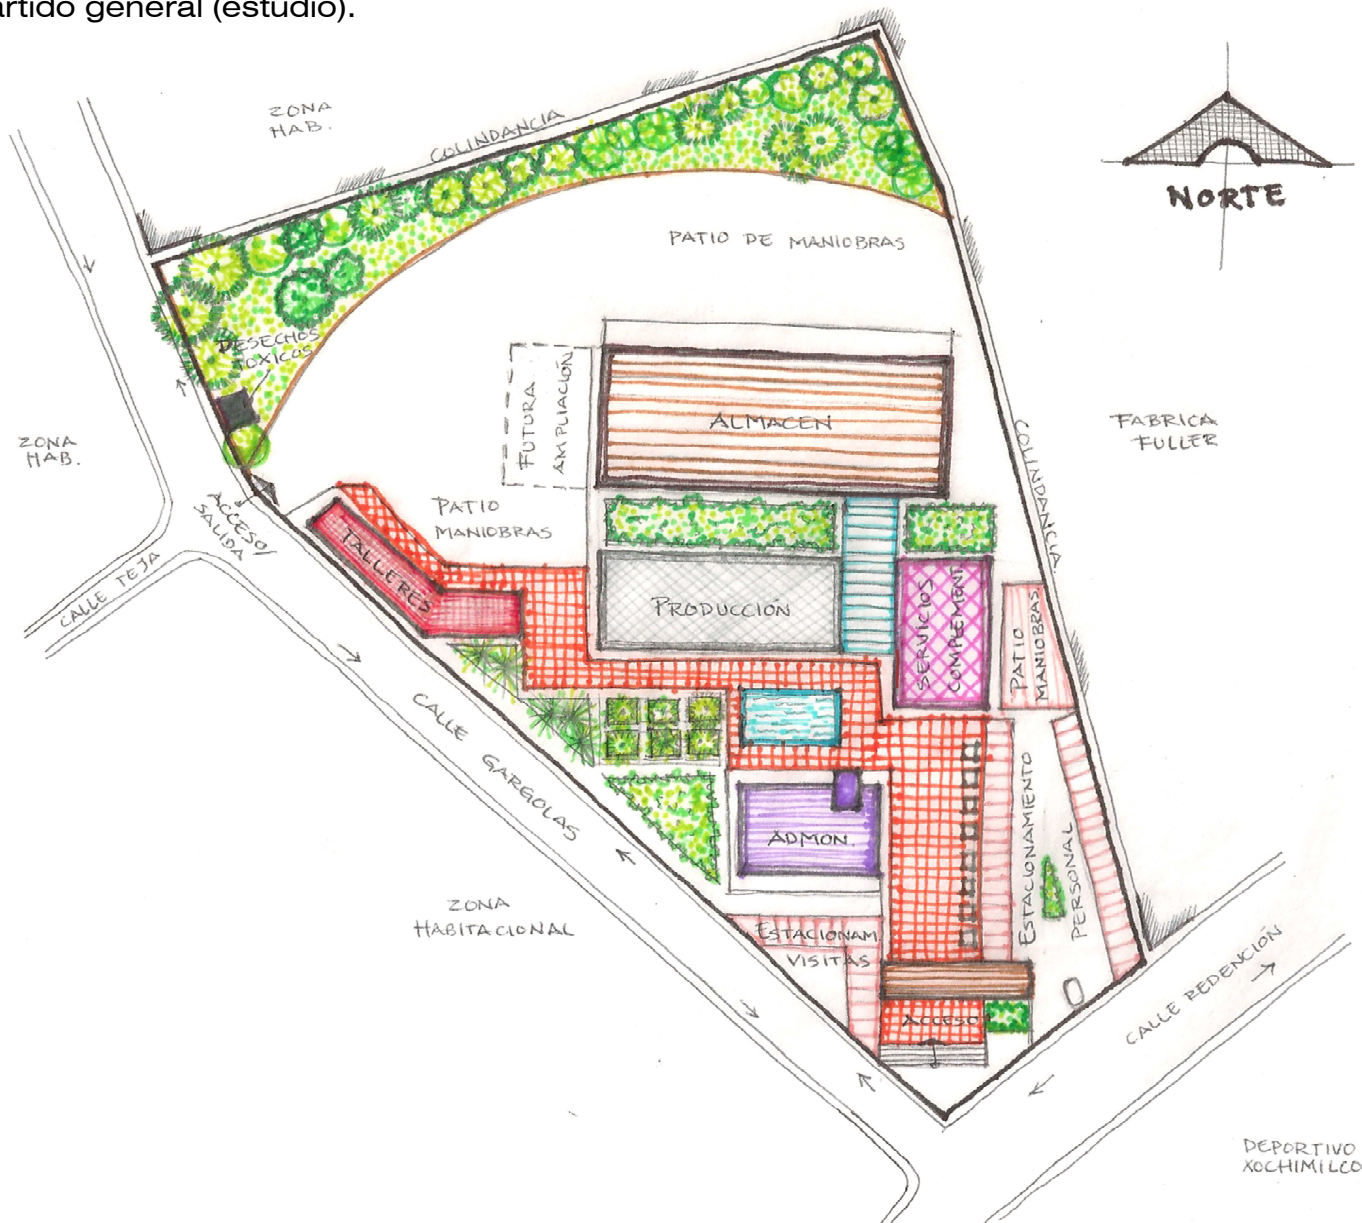 artido general (estudio).
ZONA
HAB.
COLINDANCIA
NORTE
PATIO DE MANIOBRAS
DESECHOS
TOXICOS
FUTURA
AMPLIACIÓN
ALMACEN
COLINDANCIA
FABRICA
FULLER
ZONA
HAB.
ACCESO/
SALIDA
PATIO
MANIOBRAS
TALLERES
CALLE TEJA
PRODUCCIÓN
SERVICIOS
COMPLEMENT.
PATIO
MANIOBRAS
CALLE GARGOLAS
ADMON.
ESTACIONAMIENTO
PERSONAL
ZONA
HABITACIONAL
ESTACIONAM
VISITAS
ACCESO
CALLE REDENCIÓN
DEPORTIVO
XOCHIMILCO